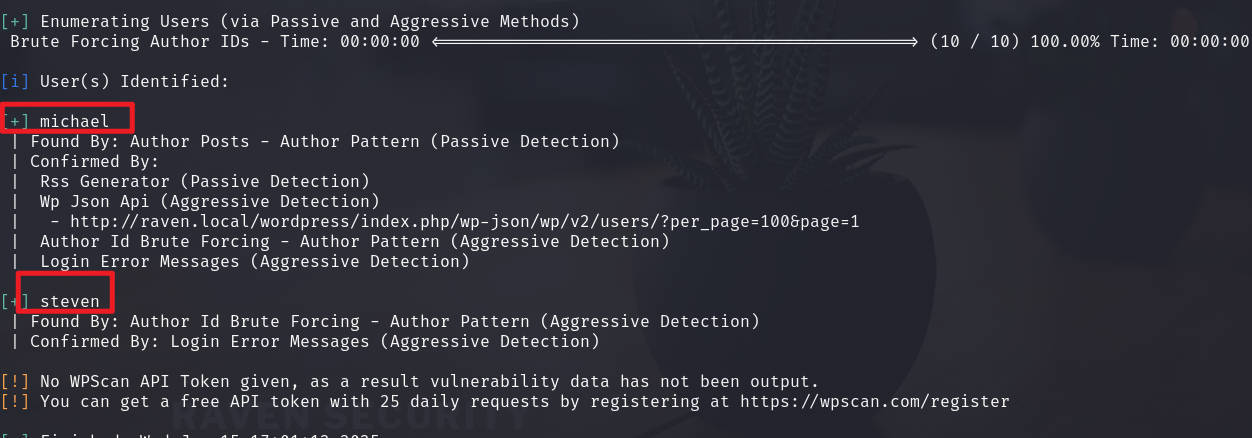 [+] Enumerating Users (via Passive and Aggressive Methods)
Brute Forcing Author IDs - Time: 00:00:00 <==================================================> (10 / 10) 100.00% Time: 00:00:00
[i] User(s) Identified:
[+] michael
| Found By: Author Posts - Author Pattern (Passive Detection)
| Confirmed By:
| Rss Generator (Passive Detection)
| Wp Json Api (Aggressive Detection)
| - http://raven.local/wordpress/index.php/wp-json/wp/v2/users/?per_page=100&page=1
| Author Id Brute Forcing - Author Pattern (Aggressive Detection)
| Login Error Messages (Aggressive Detection)
[+] steven
| Found By: Author Id Brute Forcing - Author Pattern (Aggressive Detection)
| Confirmed By: Login Error Messages (Aggressive Detection)
[!] No WPScan API Token given, as a result vulnerability data has not been output.
[!] You can get a free API token with 25 daily requests by registering at https://wpscan.com/register
RAVEN SECURITY